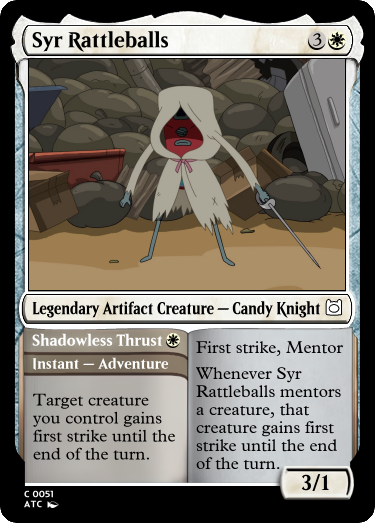 Syr Rattleballs 3
Legendary Artifact Creature — Candy Knight
Shadowless Thrust
Instant — Adventure
Target creature
you control gains
first strike until the
end of the turn.
First strike, Mentor
Whenever Syr
Rattleballs mentors
a creature, that
creature gains first
strike until the end
of the turn.
3/1
C 0051
ATC